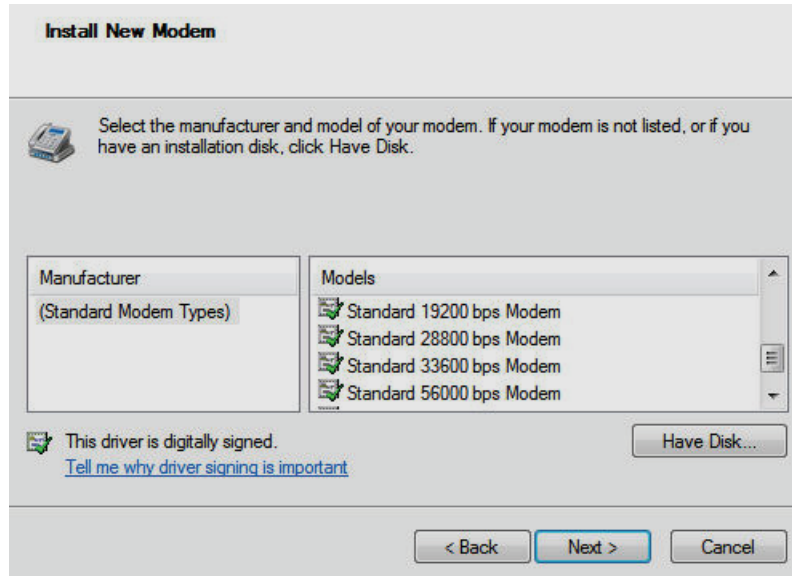 Install New Modem
Select the manufacturer and model of your modem. If your modem is not listed, or if you
have an installation disk, click Have Disk.
Manufacturer
(Standard Modem Types)
Models
Standard 19200 bps Modem
Standard 28800 bps Modem
Standard 33600 bps Modem
Standard 56000 bps Modem
This driver is digitally signed.
Tell me why driver signing is important
Have Disk...
< Back
Next >
Cancel